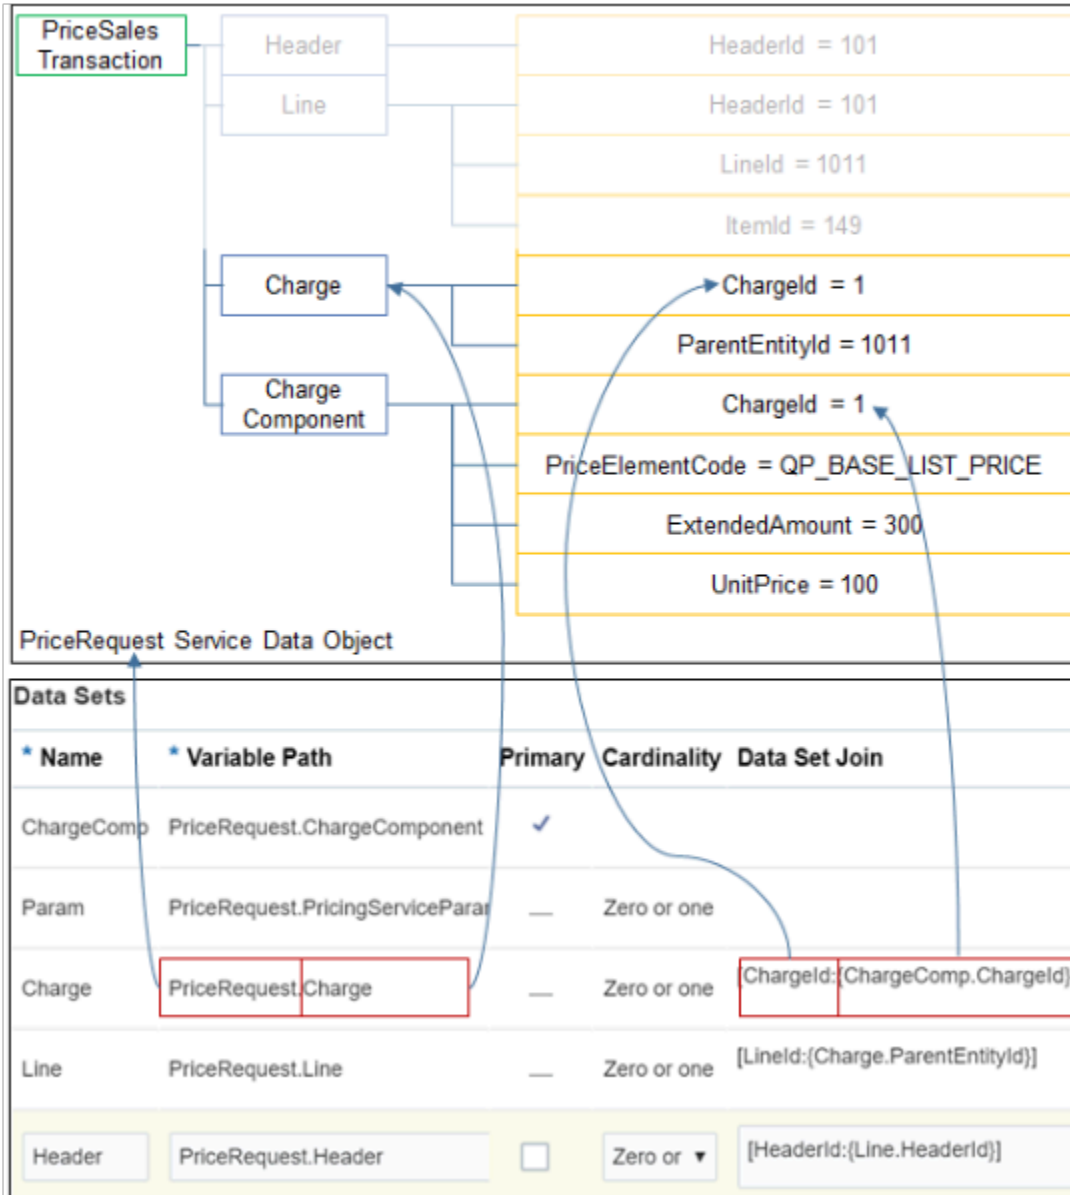 PriceSales
Transaction
Header
HeaderId = 101
Line
HeaderId = 101
LineId = 1011
ItemId = 149
Charge
ChargeId = 1
ParentEntityId = 1011
Charge
Component
ChargeId = 1
PriceElementCode = QP_BASE_LIST_PRICE
ExtendedAmount = 300
UnitPrice = 100
PriceRequest Service Data Object
Data Sets
* Name * Variable Path Primary Cardinality Data Set Join
ChargeComp PriceRequest.ChargeComponent ✓
Param PriceRequest.PricingServiceParar — Zero or one
Charge PriceRequest.Charge — Zero or one [ChargeId:{ChargeComp.ChargeId}
Line PriceRequest.Line — Zero or one [LineId:{Charge.ParentEntityId}]
Header PriceRequest.Header Zero or ▼ [HeaderId:{Line.HeaderId}]